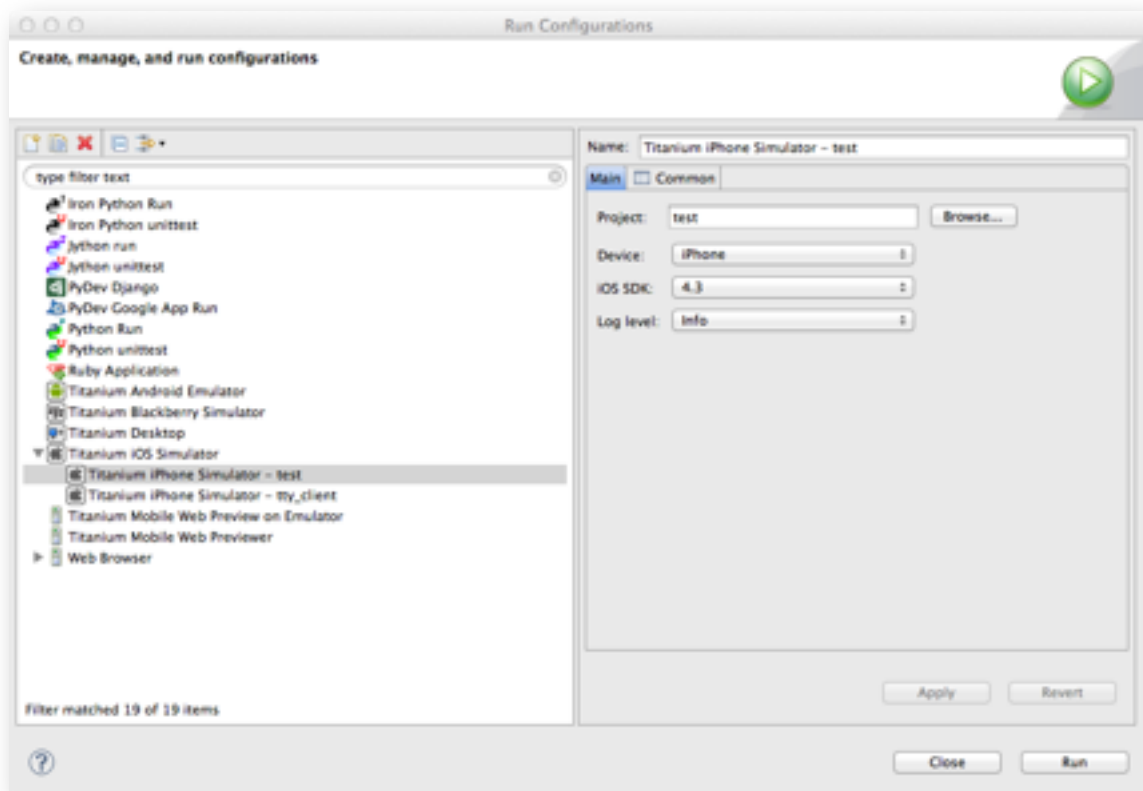 Run Configurations
Create, manage, and run configurations
type filter text
Iron Python Run
Iron Python unittest
Jython run
Jython unittest
PyDev Django
PyDev Google App Run
Python Run
Python unittest
Ruby Application
Titanium Android Emulator
Titanium Blackberry Simulator
Titanium Desktop
Titanium iOS Simulator
Titanium iPhone Simulator – test
Titanium iPhone Simulator – tty_client
Titanium Mobile Web Preview on Emulator
Titanium Mobile Web Previewer
Web Browser
Filter matched 19 of 19 items
Name: Titanium iPhone Simulator – test
Main Common
Project: test Browse...
Device: iPhone
iOS SDK: 4.3
Log level: Info
Apply Revert
? Close Run